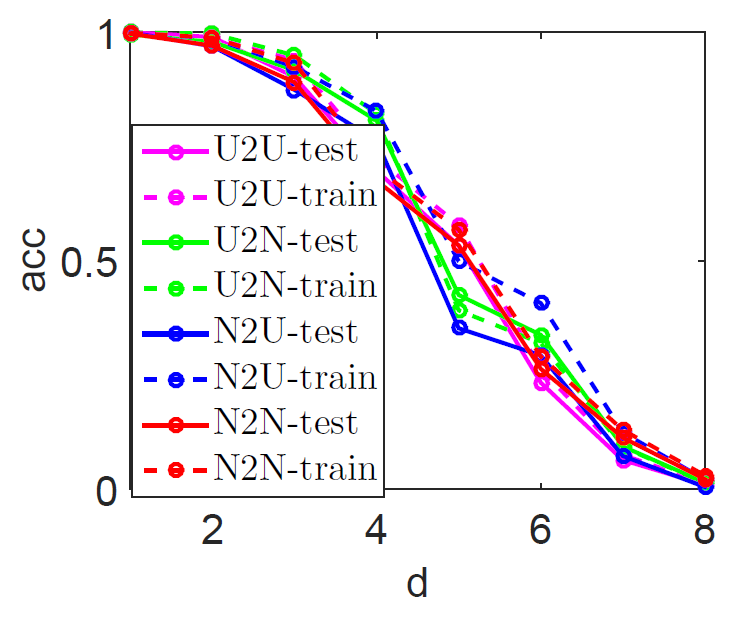 1
0.5
0
acc
U2U-test
U2U-train
U2N-test
U2N-train
N2U-test
N2U-train
N2N-test
N2N-train
2 4 6 8
d